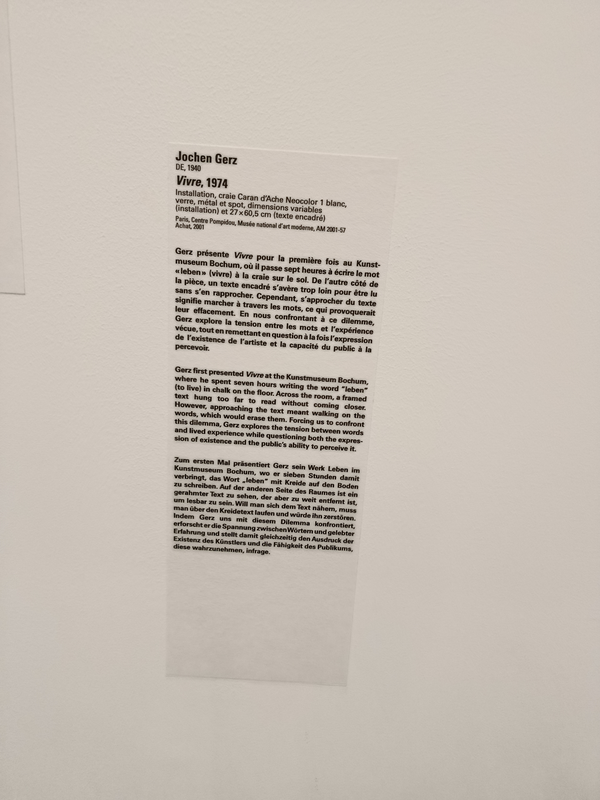 Jochen Gerz
DE, 1940
Vivre, 1974
Installation, craie Caran d'Ache Neocolor 1 blanc,
verre, métal et spot, dimensions variables
(installation) et 27 × 60,5 cm (texte encadré)
Paris, Centre Pompidou, Musée national d'art moderne, AM 2001-57
Achat, 2001
Gerz présente Vivre pour la première fois au Kunst-
museum Bochum, où il passe sept heures à écrire le mot
«leben» (vivre) à la craie sur le sol. De l'autre côté de
la pièce, un texte encadré s'avère trop loin pour être lu
sans s'en rapprocher. Cependant, s'approcher du texte
signifie marcher à travers les mots, ce qui provoquerait
leur effacement. En nous confrontant à ce dilemme,
Gerz explore la tension entre les mots et l'expérience
vécue, tout en remettant en question à la fois l'expression
de l'existence de l'artiste et la capacité du public à la
percevoir.
Gerz first presented Vivre at the Kunstmuseum Bochum,
where he spent seven hours writing the word "leben"
(to live) in chalk on the floor. Across the room, a framed
text hung too far to read without coming closer.
However, approaching the text meant walking on the
words, which would erase them. Forcing us to confront
this dilemma, Gerz explores the tension between words
and lived experience while questioning both the expres-
sion of existence and the public's ability to perceive it.
Zum ersten Mal präsentiert Gerz sein Werk Leben im
Kunstmuseum Bochum, wo er sieben Stunden damit
verbringt, das Wort „leben" mit Kreide auf den Boden
zu schreiben. Auf der anderen Seite des Raumes ist ein
gerahmter Text zu sehen, der aber zu weit entfernt ist,
um lesbar zu sein. Will man sich dem Text nähern, muss
man über den Kreidetext laufen und würde ihn zerstören.
Indem Gerz uns mit diesem Dilemma konfrontiert,
erforscht er die Spannung zwischen Wörtern und gelebter
Erfahrung und stellt damit gleichzeitig den Ausdruck der
Existenz des Künstlers und die Fähigkeit des Publikums,
diese wahrzunehmen, infrage.